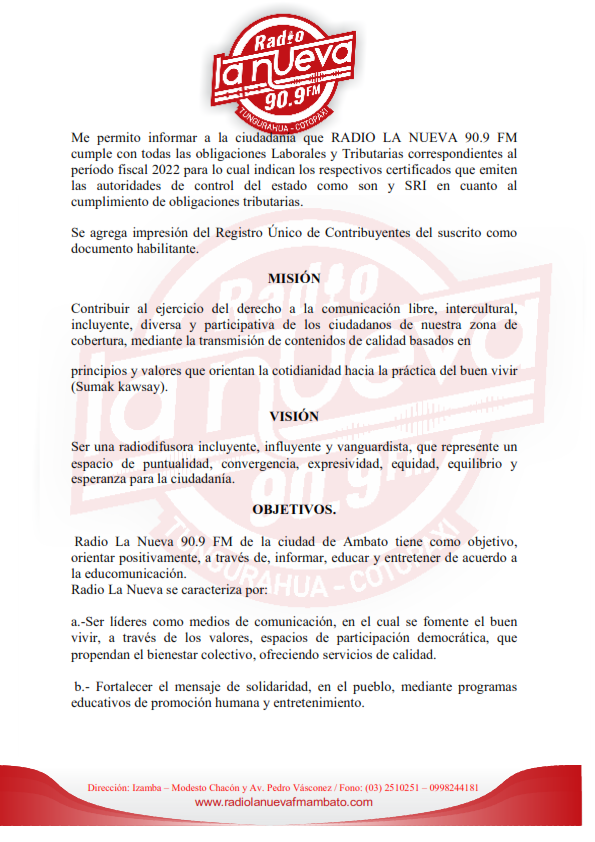 Radio
la nueva
90.9 FM
TUNGURAHUA - COTOPAXI
Me permito informar a la ciudadanía que RADIO LA NUEVA 90.9 FM
cumple con todas las obligaciones Laborales y Tributarias correspondientes al
período fiscal 2022 para lo cual indican los respectivos certificados que emiten
las autoridades de control del estado como son y SRI en cuanto al
cumplimiento de obligaciones tributarias.
Se agrega impresión del Registro Único de Contribuyentes del suscrito como
documento habilitante.
MISIÓN
Contribuir al ejercicio del derecho a la comunicación libre, intercultural,
incluyente, diversa y participativa de los ciudadanos de nuestra zona de
cobertura, mediante la transmisión de contenidos de calidad basados en
principios y valores que orientan la cotidianidad hacia la práctica del buen vivir
(Sumak kawsay).
VISIÓN
Ser una radiodifusora incluyente, influyente y vanguardista, que represente un
espacio de puntualidad, convergencia, expresividad, equidad, equilibrio y
esperanza para la ciudadanía.
OBJETIVOS.
Radio La Nueva 90.9 FM de la ciudad de Ambato tiene como objetivo,
orientar positivamente, a través de, informar, educar y entretener de acuerdo a
la educomunicación.
Radio La Nueva se caracteriza por:
a.-Ser líderes como medios de comunicación, en el cual se fomente el buen
vivir, a través de los valores, espacios de participación democrática, que
propendan el bienestar colectivo, ofreciendo servicios de calidad.
b.- Fortalecer el mensaje de solidaridad, en el pueblo, mediante programas
educativos de promoción humana y entretenimiento.
Dirección: Izamba – Modesto Chacón y Av. Pedro Vásconez / Fono: (03) 2510251 – 0998244181
www.radiolanuevafmambato.com